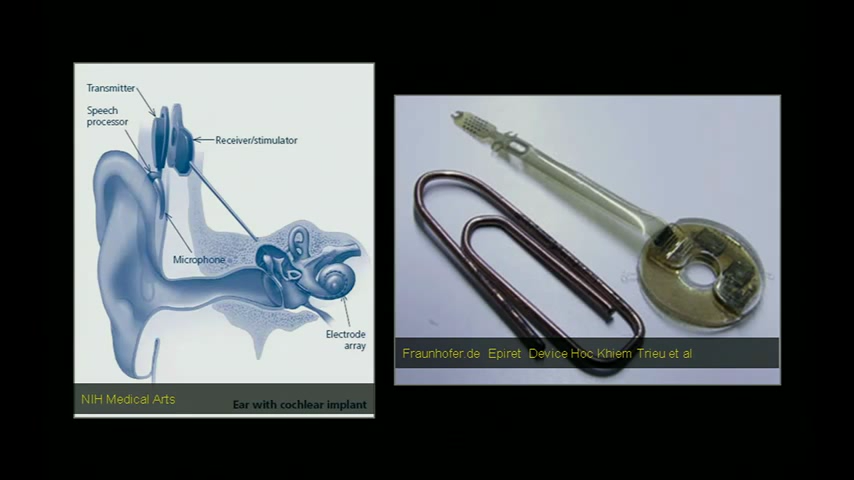 Transmitter
Speech
processor
Receiver/stimulator
Microphone
Electrode
array
NIH Medical Arts
Ear with cochlear implant
Fraunhofer.de Epiret Device Hoc Khiem Trieu et al